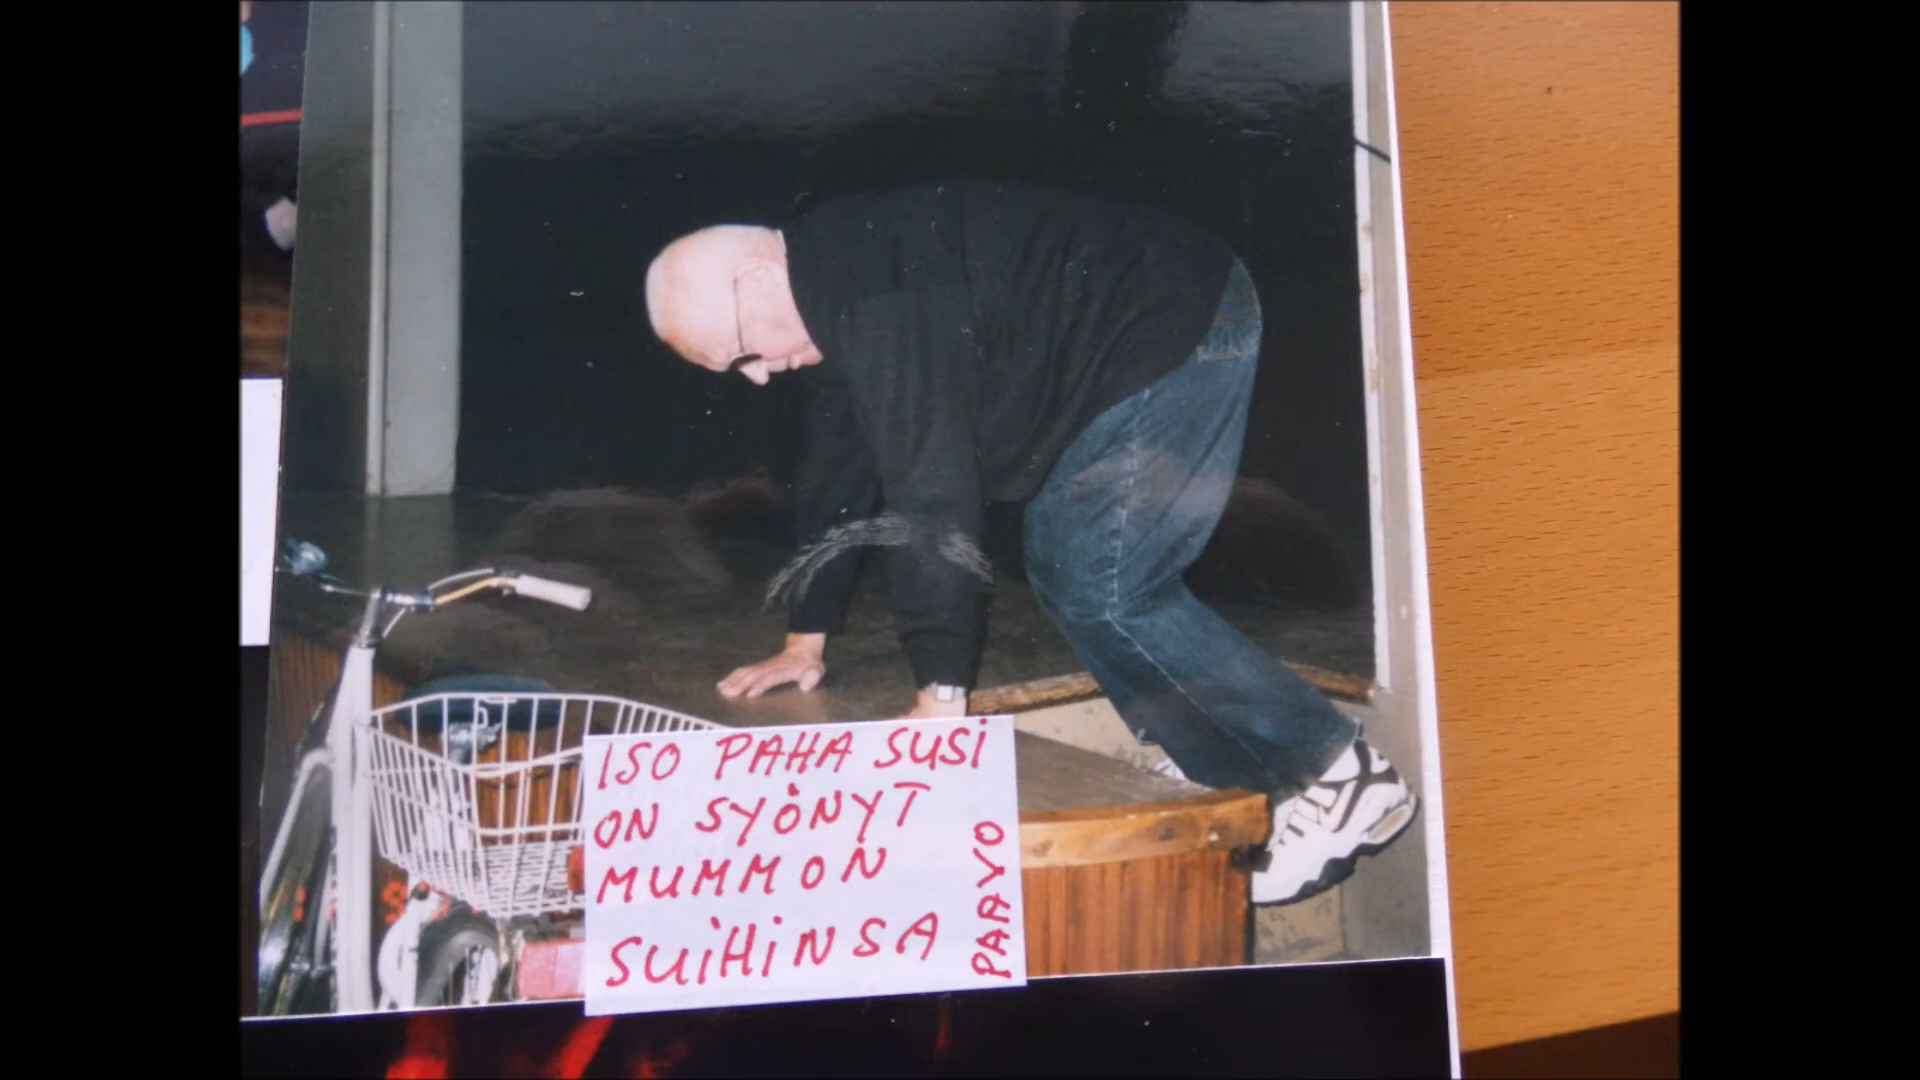 ISO PAHA SUSI
ON SYÖNYT
MUMMON
SUIHINSA
PAAVO